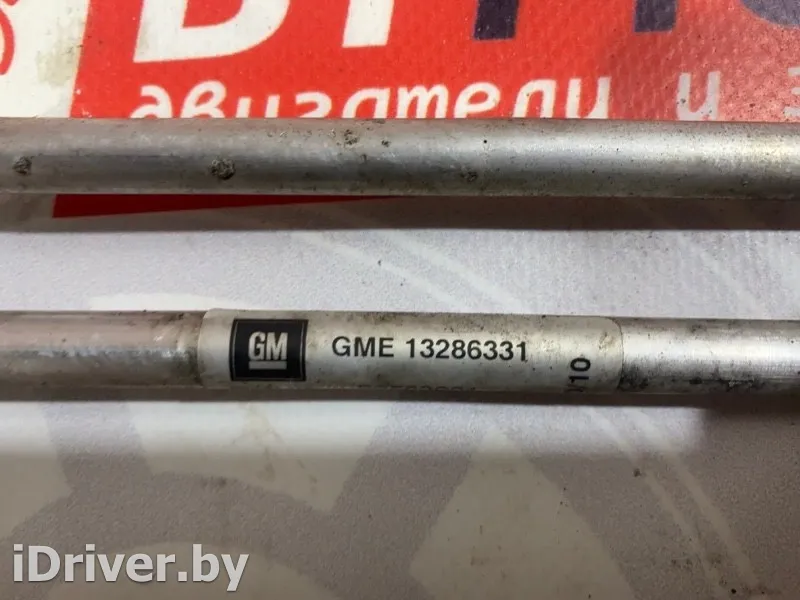 двигатели и
GM
GME 13286331
/10
iDriver.by